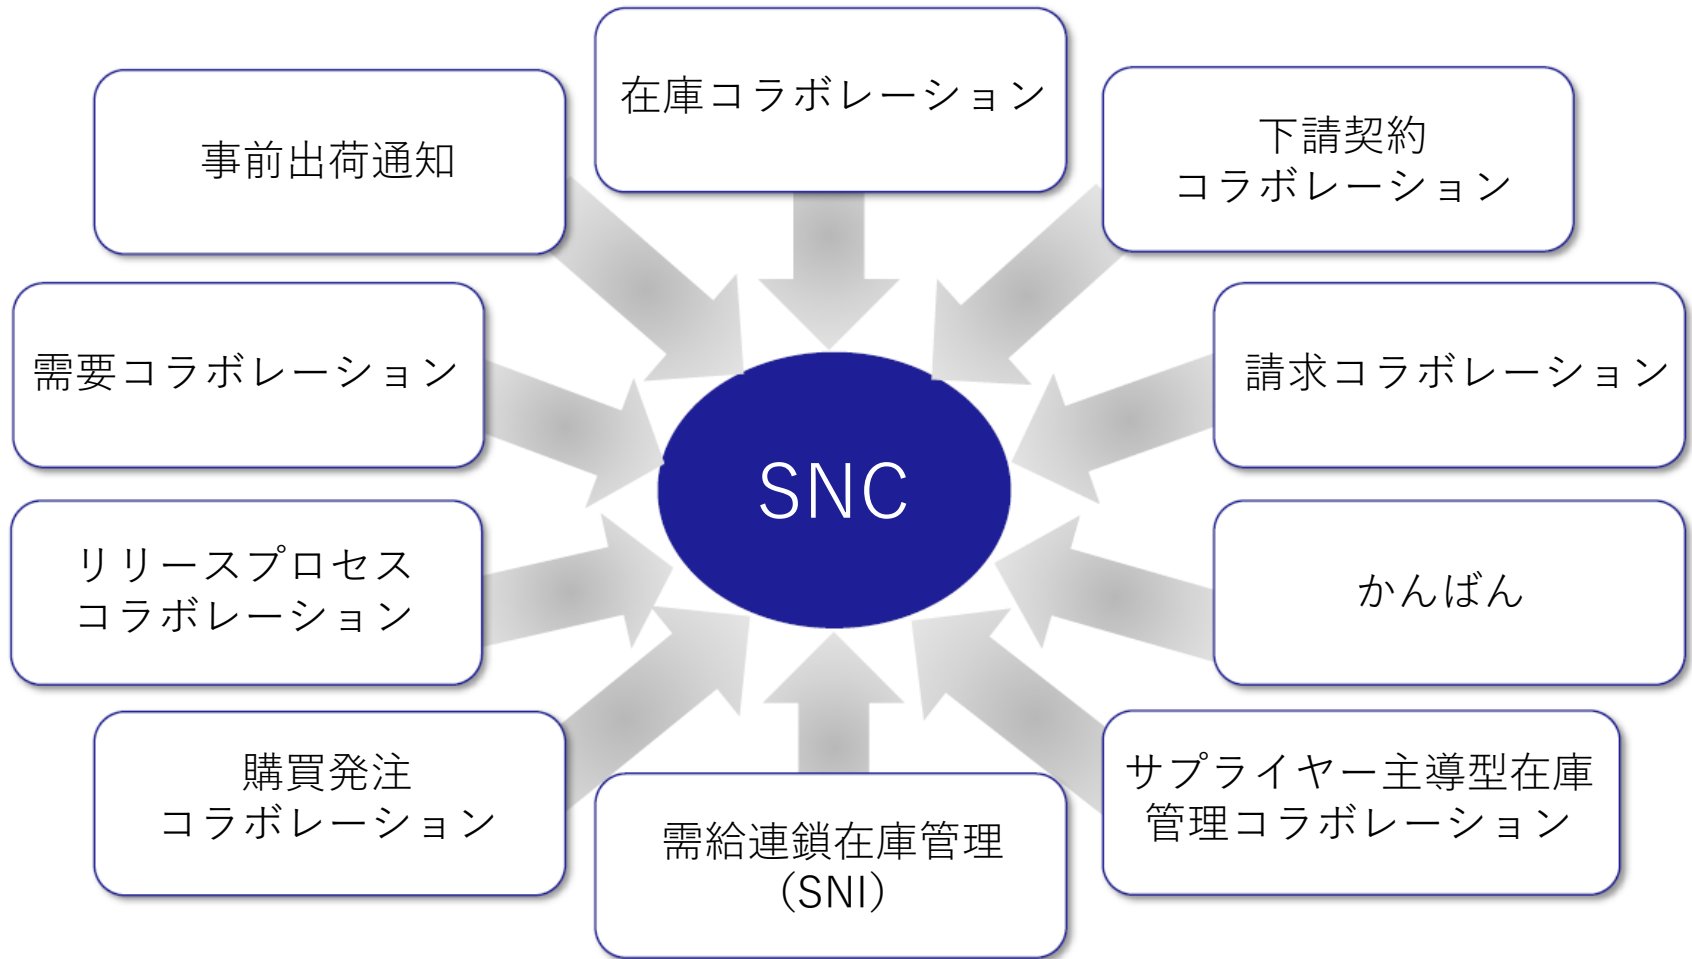 在庫コラボレーション
事前出荷通知
下請契約
コラボレーション
需要コラボレーション
請求コラボレーション
SNC
リリースプロセス
コラボレーション
かんばん
購買発注
コラボレーション
サプライヤー主導型在庫
管理コラボレーション
需給連鎖在庫管理
（SNI）